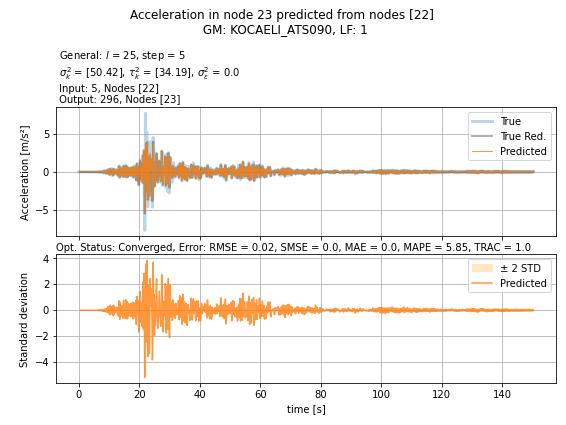 Acceleration in node 23 predicted from nodes [22]
GM: KOCAELI_ATS090, LF: 1
General: l = 25, step = 5
σ²ₖ = [50.42], τ²ₖ = [34.19], σ²ε = 0.0
Input: 5, Nodes [22]
Output: 296, Nodes [23]
True
True Red.
Predicted
Acceleration [m/s²]
5
0
−5
Opt. Status: Converged, Error: RMSE = 0.02, SMSE = 0.0, MAE = 0.0, MAPE = 5.85, TRAC = 1.0
± 2 STD
Predicted
Standard deviation
4
2
0
−2
−4
0 20 40 60 80 100 120 140
time [s]